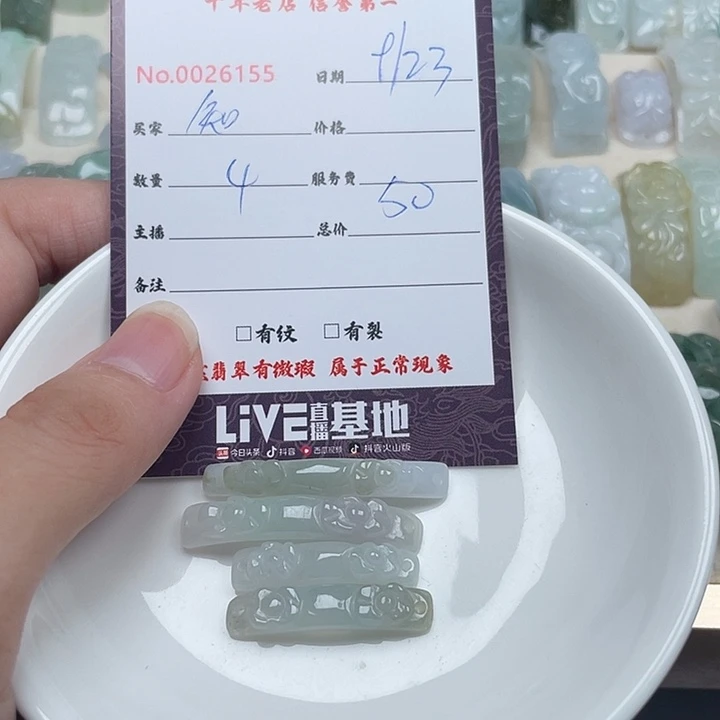 十年老店 信誉第一
No.0026155 日期 9/23
买家 知 价格
数量 4 服务费 50
主播 总价
备注
□有纹 □有裂
翡翠有微瑕 属于正常现象
LiVE直播基地
今日头条 抖音 西瓜视频 抖音火山版